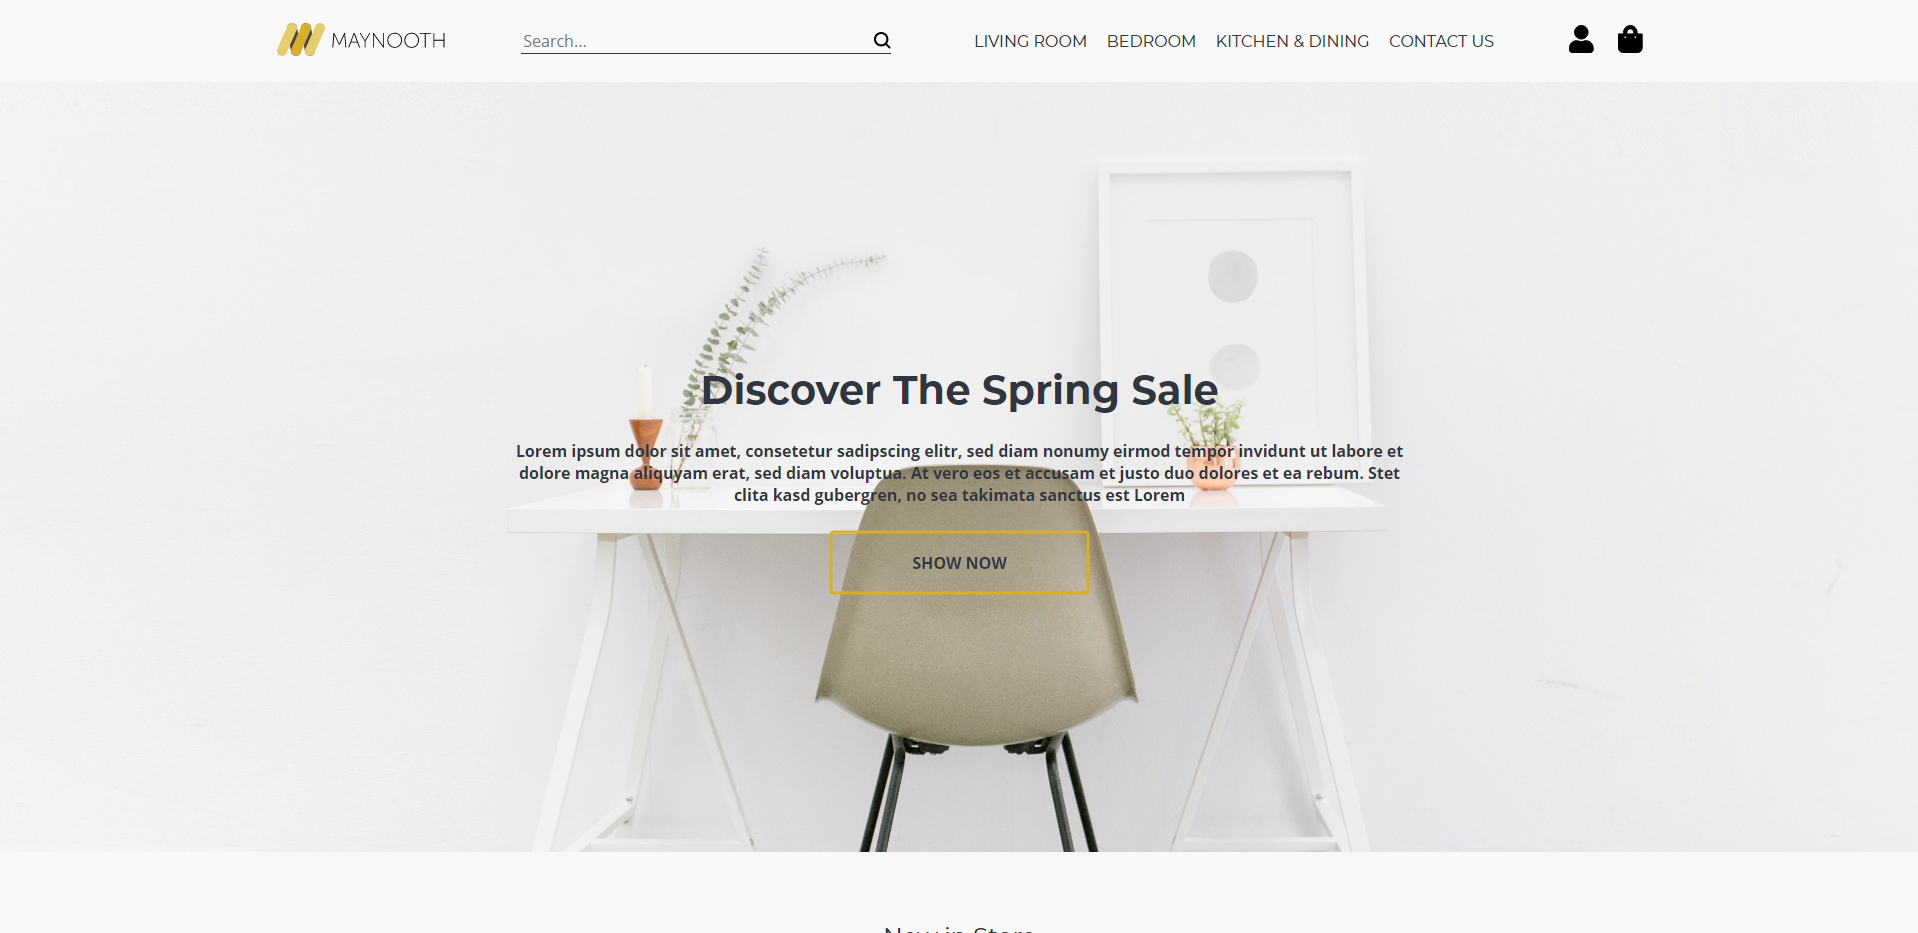 MAYNOOTH
Search...
LIVING ROOM
BEDROOM
KITCHEN & DINING
CONTACT US
Discover The Spring Sale
Lorem ipsum dolor sit amet, consetetur sadipscing elitr, sed diam nonumy eirmod tempor invidunt ut labore et
dolore magna aliquyam erat, sed diam voluptua. At vero eos et accusam et justo duo dolores et ea rebum. Stet
clita kasd gubergren, no sea takimata sanctus est Lorem
SHOW NOW
New in Store